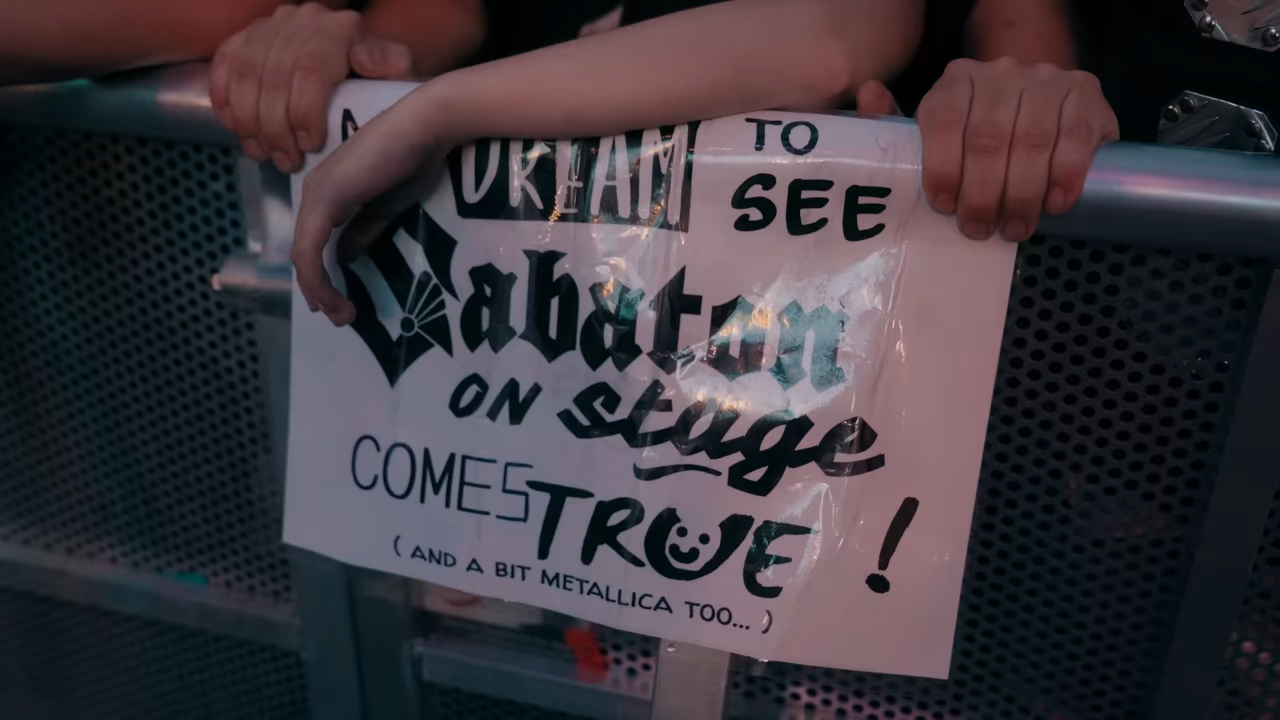 A DREAM TO
SEE
Sabaton
ON stage
COMES TRUE !
( AND A BIT METALLICA TOO... )